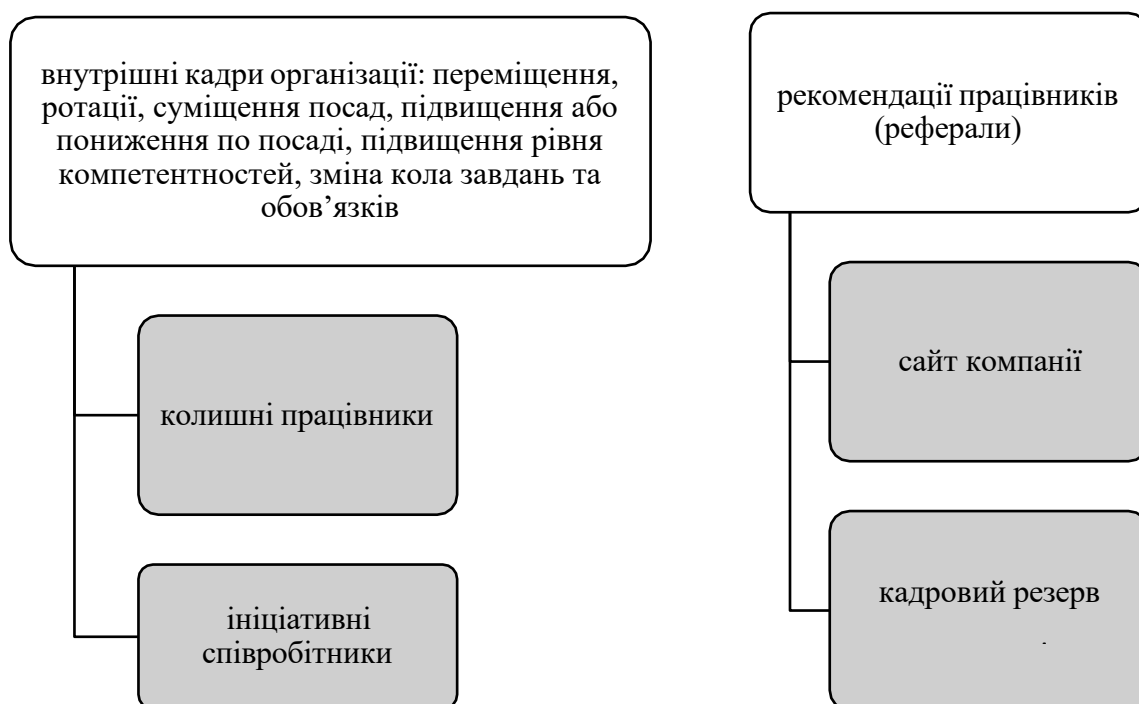 внутрішні кадри організації: переміщення,
ротації, суміщення посад, підвищення або
пониження по посаді, підвищення рівня
компетентностей, зміна кола завдань та
обов’язків
колишні працівники
ініціативні
співробітники
рекомендації працівників
(реферали)
сайт компанії
кадровий резерв